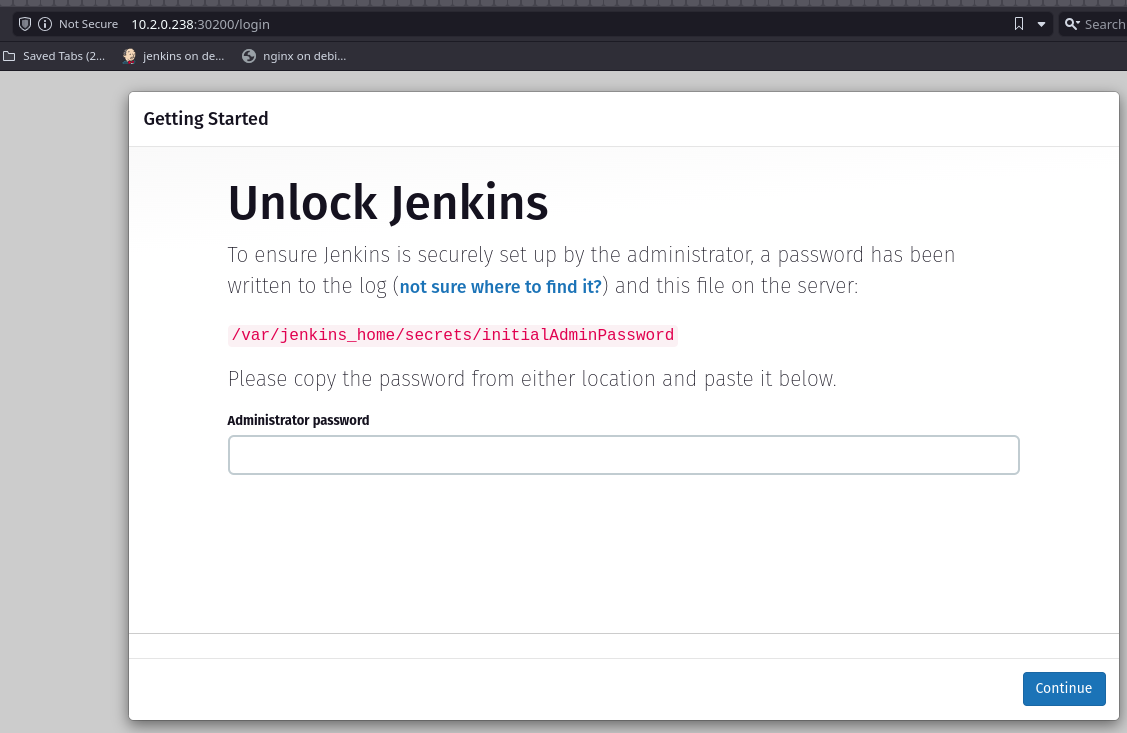 Not Secure 10.2.0.238:30200/login Search
Saved Tabs (2... jenkins on de... nginx on debi...
Getting Started
Unlock Jenkins
To ensure Jenkins is securely set up by the administrator, a password has been
written to the log (not sure where to find it?) and this file on the server:
/var/jenkins_home/secrets/initialAdminPassword
Please copy the password from either location and paste it below.
Administrator password
Continue